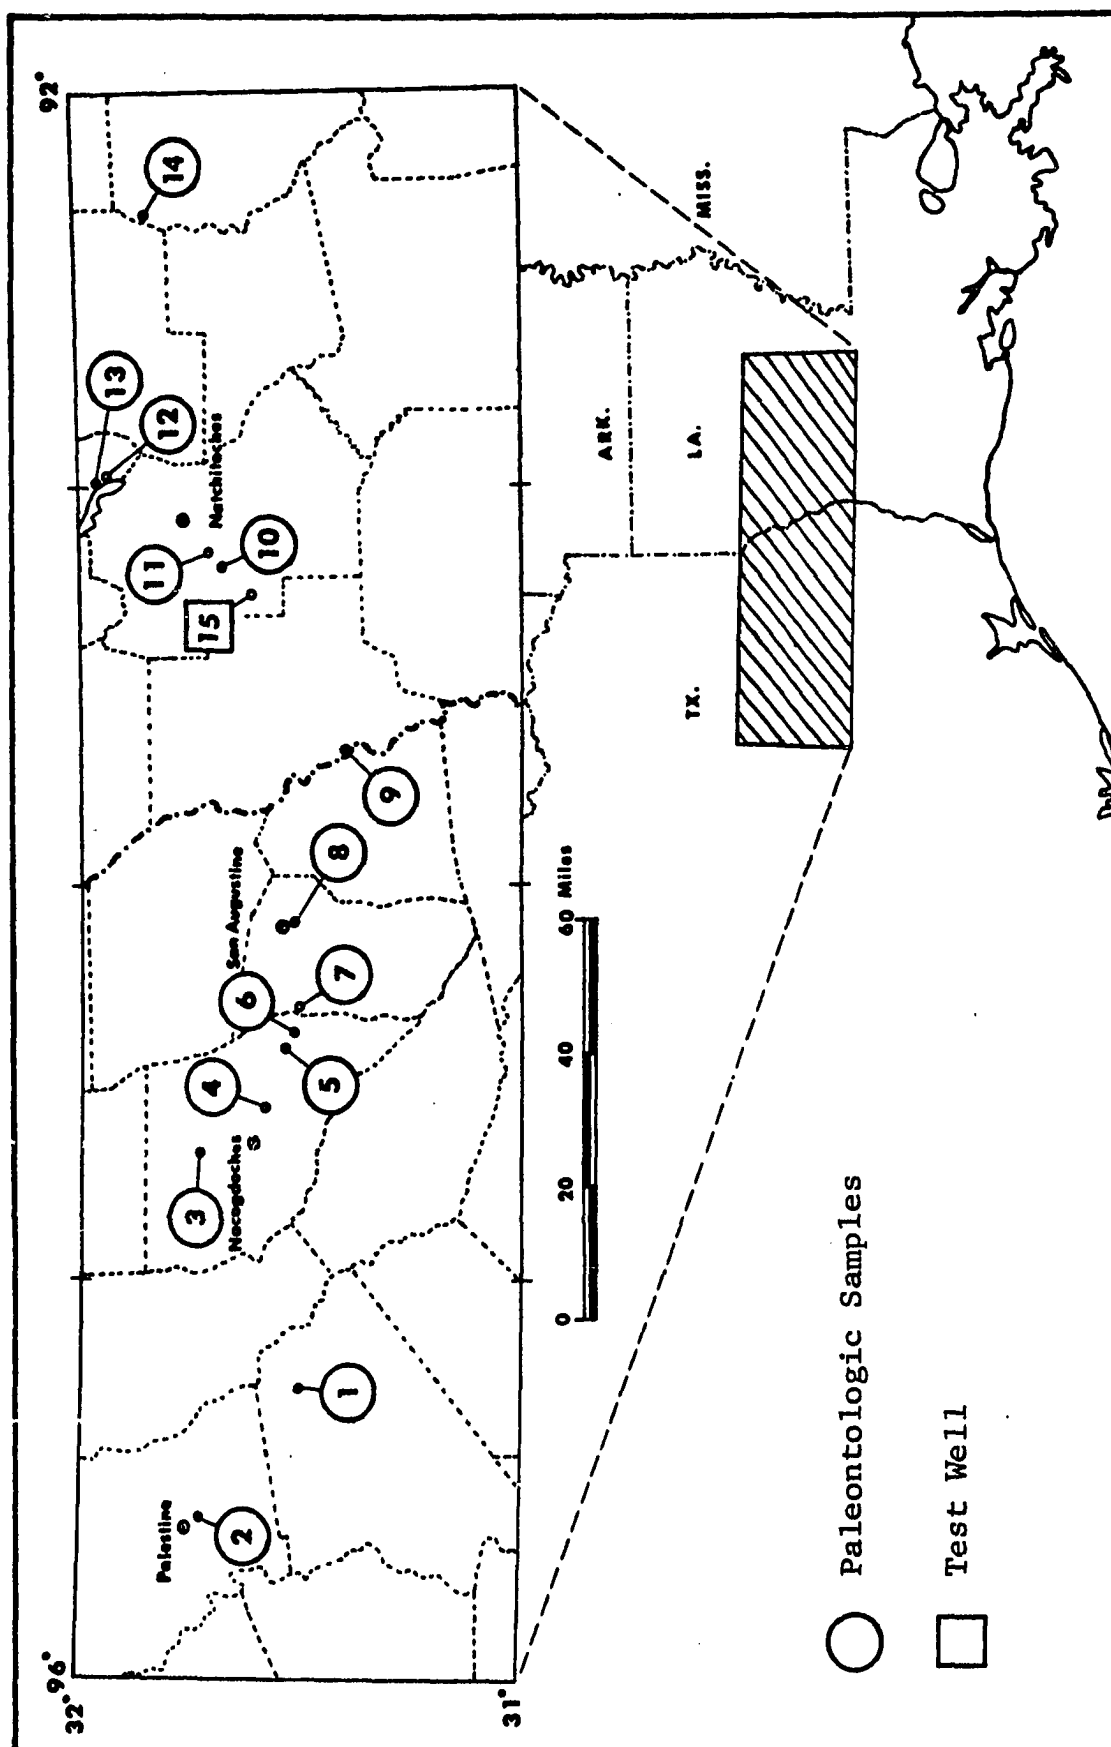 32°
96°
92°
31°
Palestine
2
1
3
Nacogdoches
4
5
6
San Augustine
7
8
9
15
11
10
Natchitoches
12
13
14
0 20 40 60 Miles
ARK.
MISS.
LA.
TX.
Paleontologic Samples
Test Well